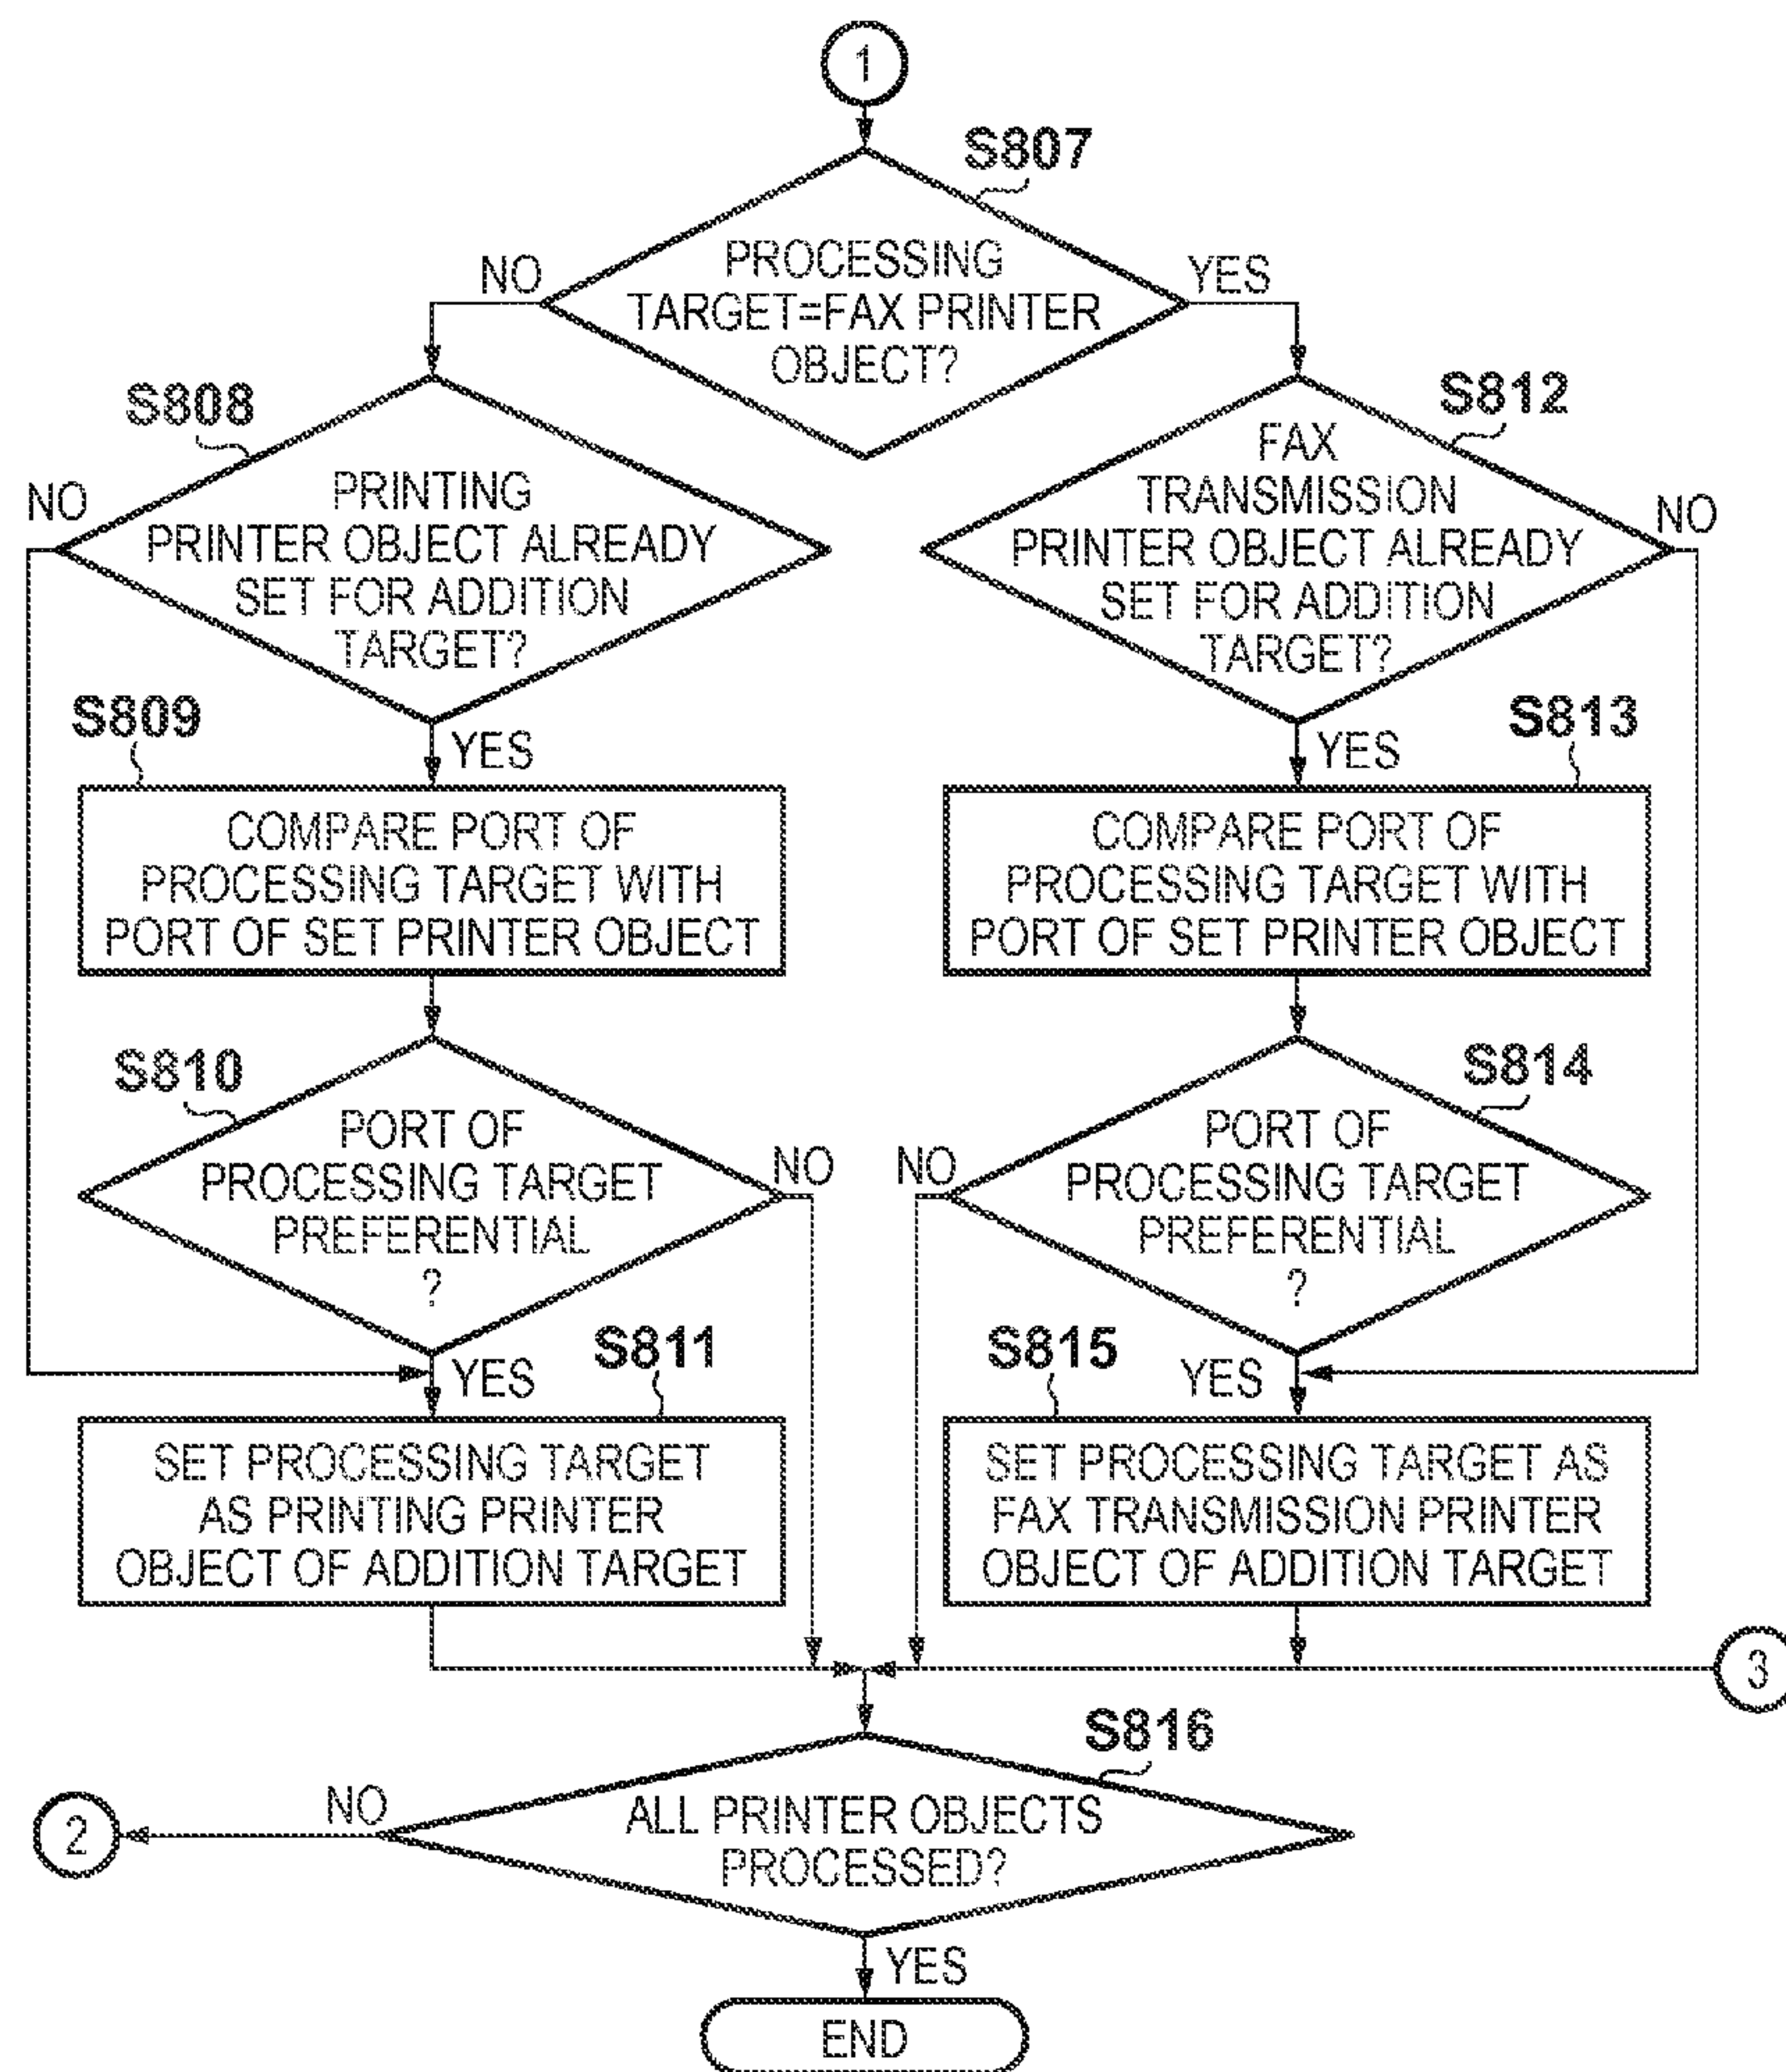 1
S807
PROCESSING
TARGET=FAX PRINTER
OBJECT?
NO
YES
S808
PRINTING
PRINTER OBJECT ALREADY
SET FOR ADDITION
TARGET?
NO
YES
S812
FAX
TRANSMISSION
PRINTER OBJECT ALREADY
SET FOR ADDITION
TARGET?
NO
YES
S809
COMPARE PORT OF
PROCESSING TARGET WITH
PORT OF SET PRINTER OBJECT
S813
COMPARE PORT OF
PROCESSING TARGET WITH
PORT OF SET PRINTER OBJECT
S810
PORT OF
PROCESSING TARGET
PREFERENTIAL
?
NO
YES
S814
PORT OF
PROCESSING TARGET
PREFERENTIAL
?
NO
YES
S811
SET PROCESSING TARGET
AS PRINTING PRINTER
OBJECT OF ADDITION TARGET
S815
SET PROCESSING TARGET AS
FAX TRANSMISSION PRINTER
OBJECT OF ADDITION TARGET
3
S816
ALL PRINTER OBJECTS
PROCESSED?
NO
2
YES
END